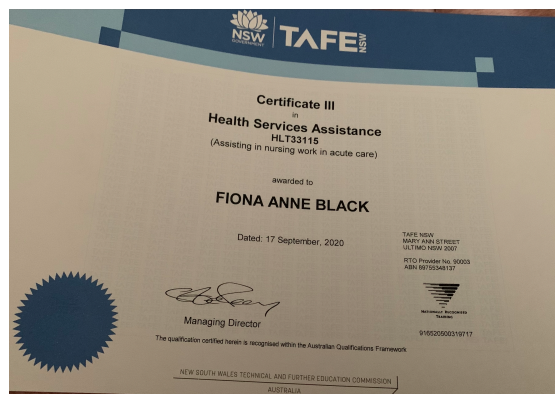 NSW
GOVERNMENT
TAFE NSW
Certificate III
in
Health Services Assistance
HLT33115
(Assisting in nursing work in acute care)
awarded to
FIONA ANNE BLACK
Dated: 17 September, 2020
TAFE NSW
MARY ANN STREET
ULTIMO NSW 2007
RTO Provider No. 90003
ABN 89755348137
NATIONALLY RECOGNISED
TRAINING
916520500319717
Managing Director
The qualification certified herein is recognised within the Australian Qualifications Framework
NEW SOUTH WALES TECHNICAL AND FURTHER EDUCATION COMMISSION
AUSTRALIA